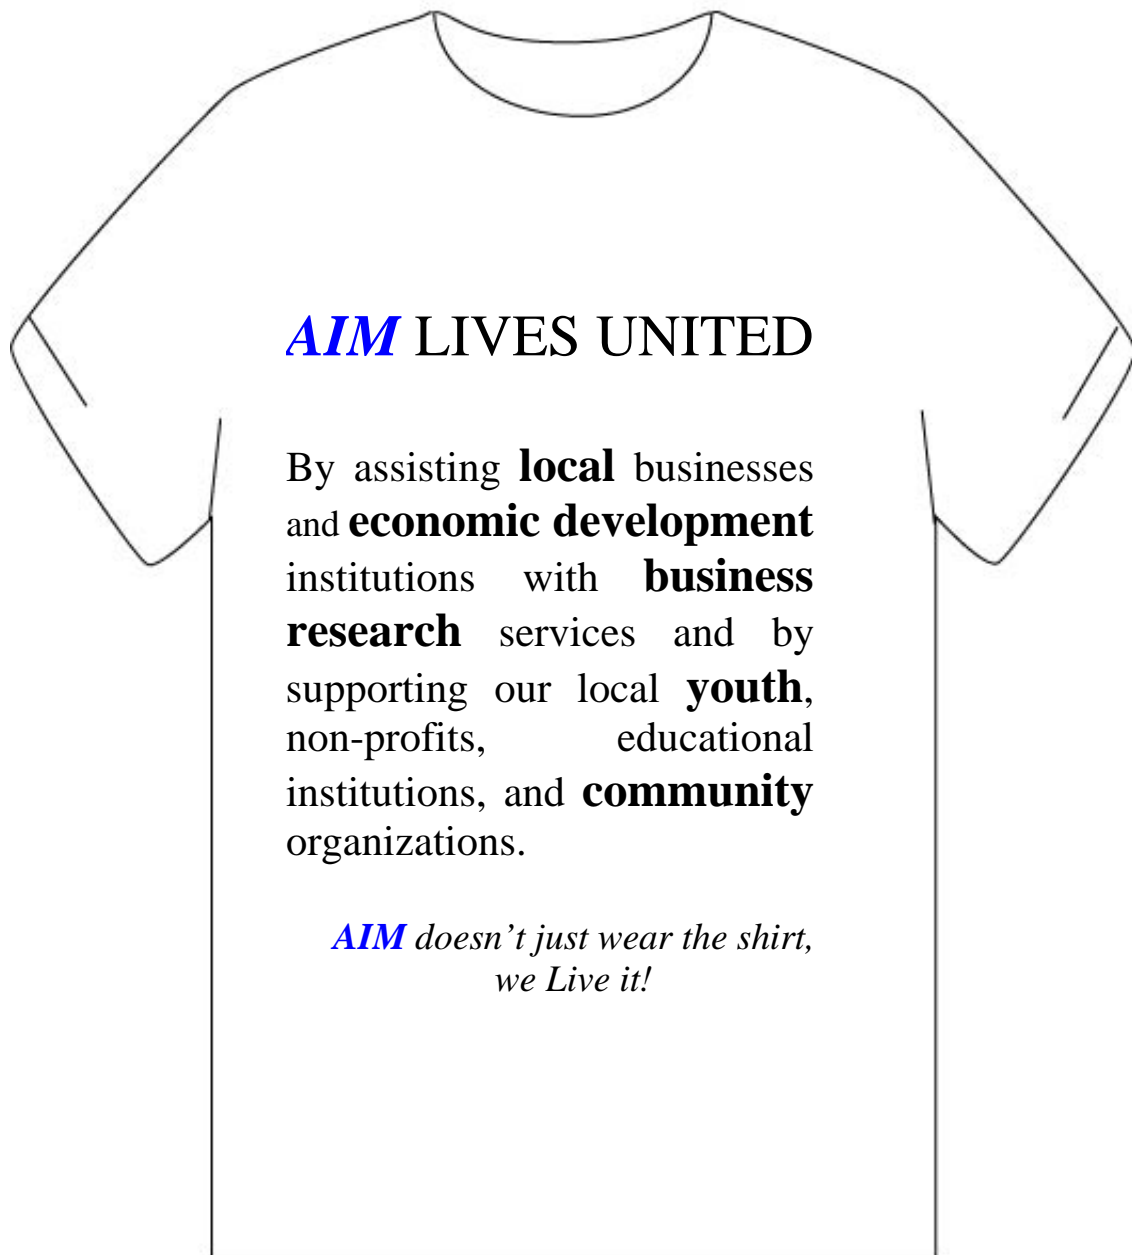 AIM LIVES UNITED
By assisting local businesses
and economic development
institutions with business
research services and by
supporting our local youth,
non-profits, educational
institutions, and community
organizations.
AIM doesn’t just wear the shirt,
we Live it!